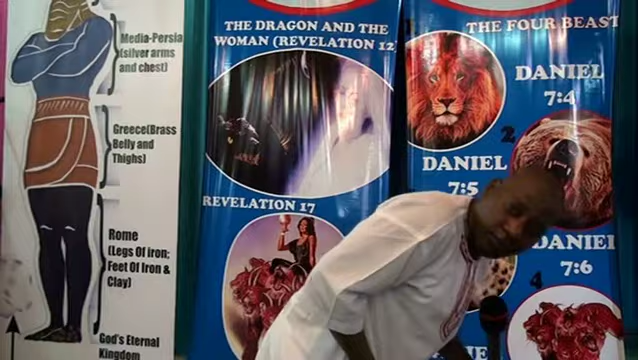 Media-Persia
(silver arms
and chest)
Greece(Brass
Belly and
Thighs)
Rome
(Legs Of iron;
Feet Of Iron &
Clay)
God's Eternal
Kingdom
THE DRAGON AND THE
WOMAN (REVELATION 12
REVELATION 17
THE FOUR BEAST
DANIEL
7:4
2
DANIEL
7:5
DANIEL
7:6
4